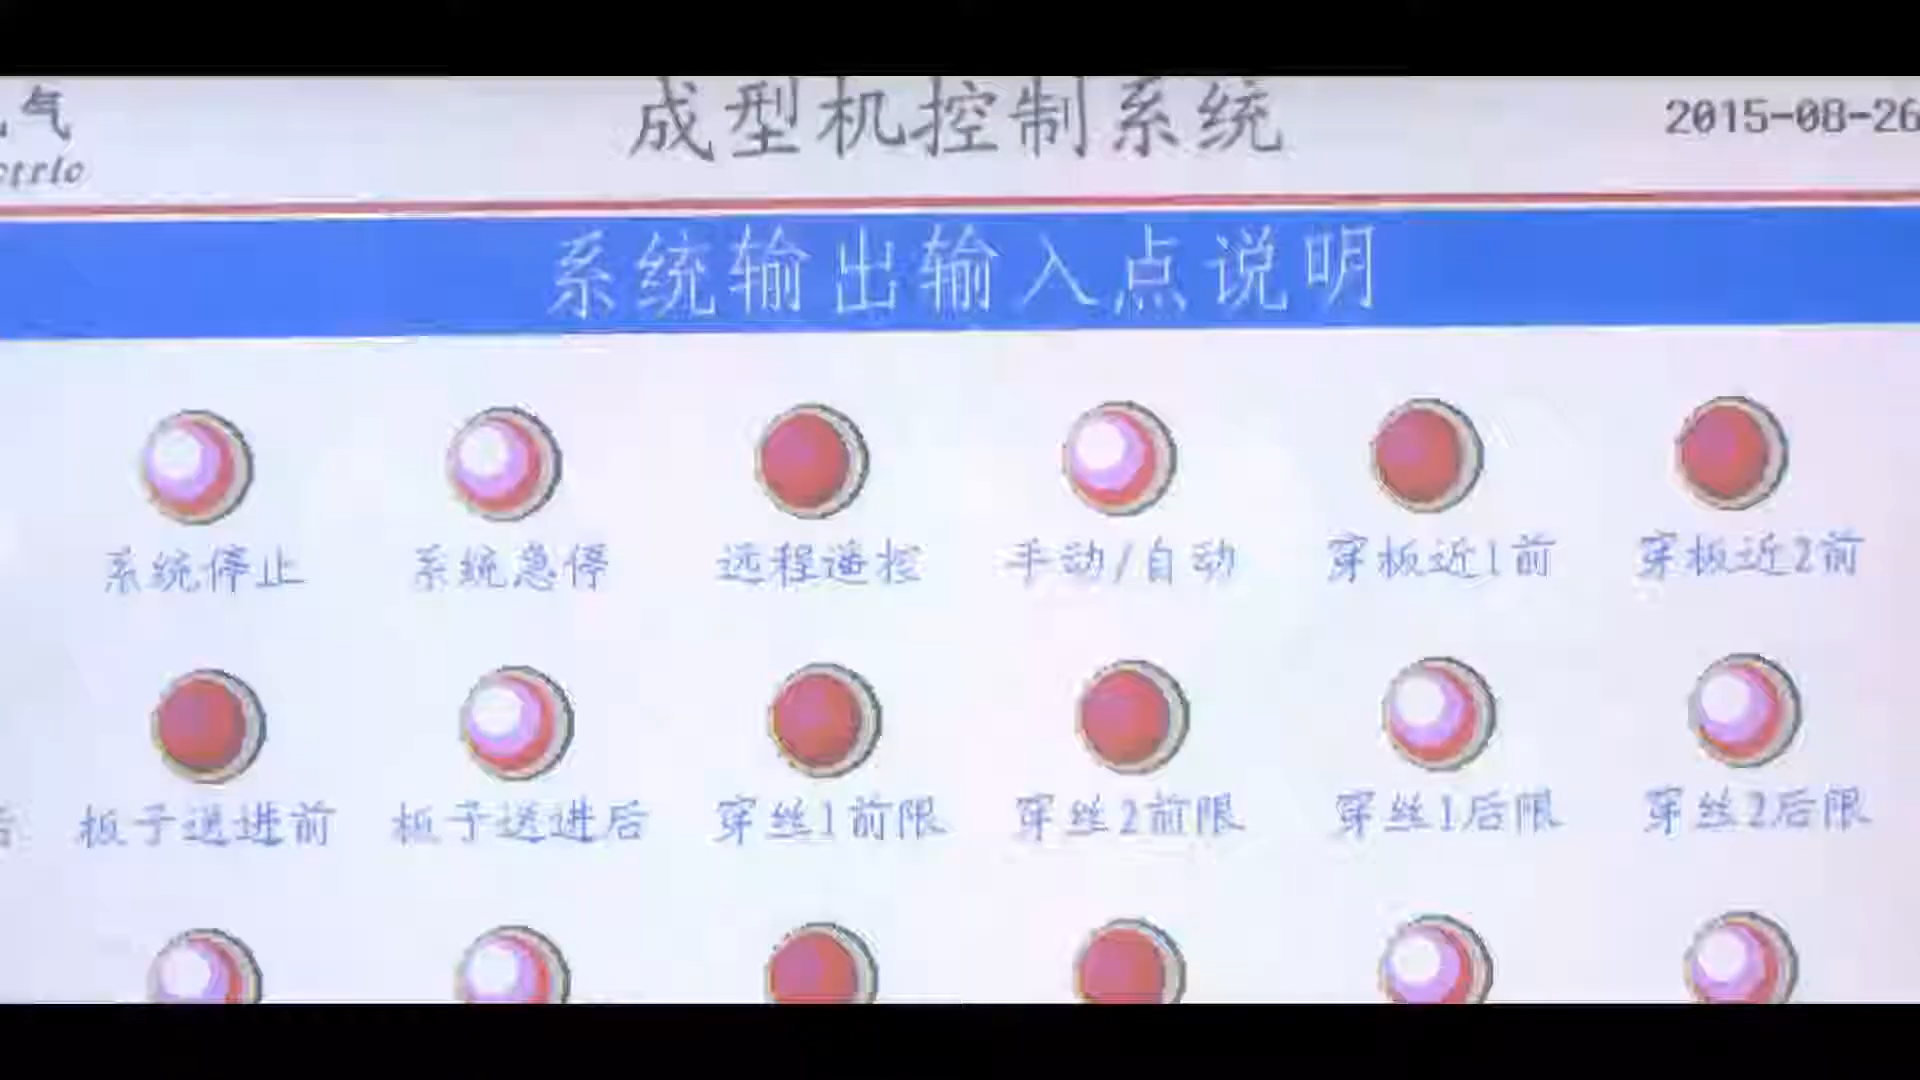 气
成型机控制系统
2015-08-26
ctric
系统输出输入点说明
系统停止 系统急停 远程遥控 手动/自动 穿板近1前 穿板近2前
板子送进前 板子送进后 穿丝1前限 穿丝2前限 穿丝1后限 穿丝2后限